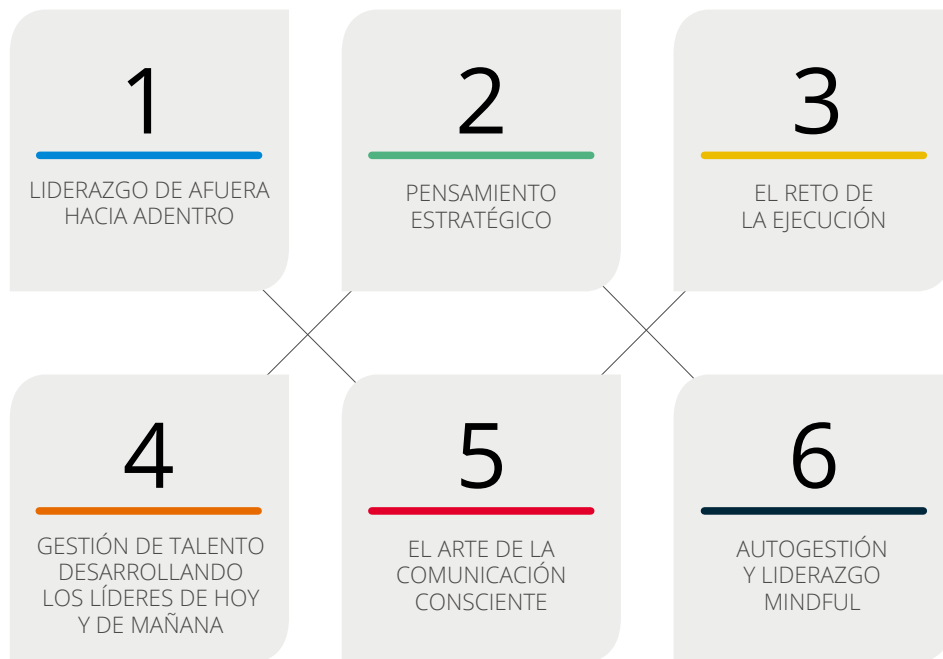 1
LIDERAZGO DE AFUERA
HACIA ADENTRO
2
PENSAMIENTO
ESTRATÉGICO
3
EL RETO DE
LA EJECUCIÓN
4
GESTIÓN DE TALENTO
DESARROLLANDO
LOS LÍDERES DE HOY
Y DE MAÑANA
5
EL ARTE DE LA
COMUNICACIÓN
CONSCIENTE
6
AUTOGESTIÓN
Y LIDERAZGO
MINDFUL